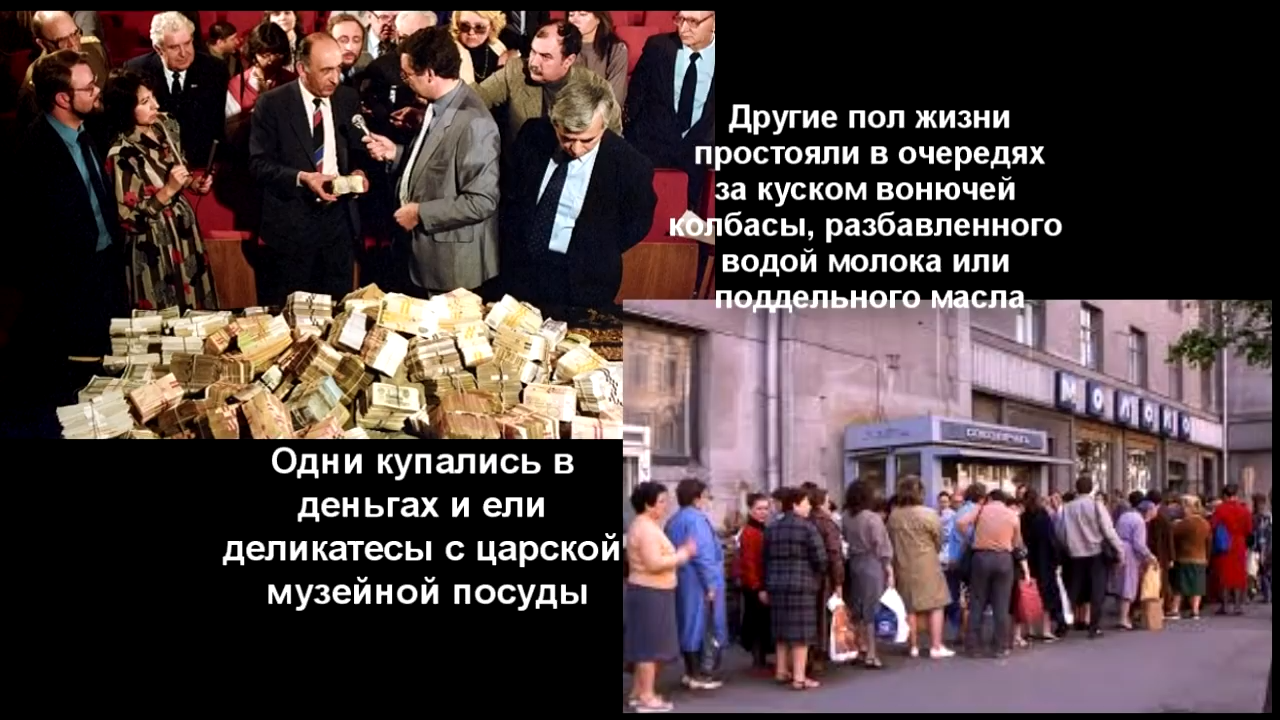 Другие пол жизни
простояли в очередях
за куском вонючей
колбасы, разбавленного
водой молока или
поддельного масла
МОЛОКО
СОЮЗПЕЧАТЬ
Одни купались в
деньгах и ели
деликатесы с царской
музейной посуды